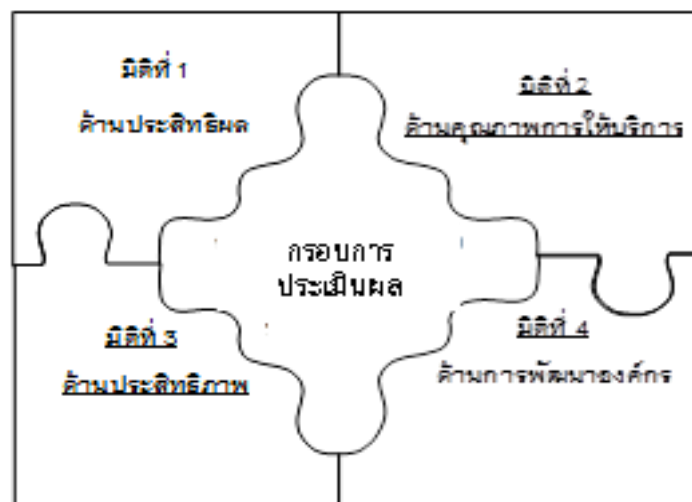 มิติที่ 1
ด้านประสิทธิผล
มิติที่ 2
ด้านคุณภาพการให้บริการ
กรอบการ
ประเมินผล
มิติที่ 3
ด้านประสิทธิภาพ
มิติที่ 4
ด้านการพัฒนาองค์กร